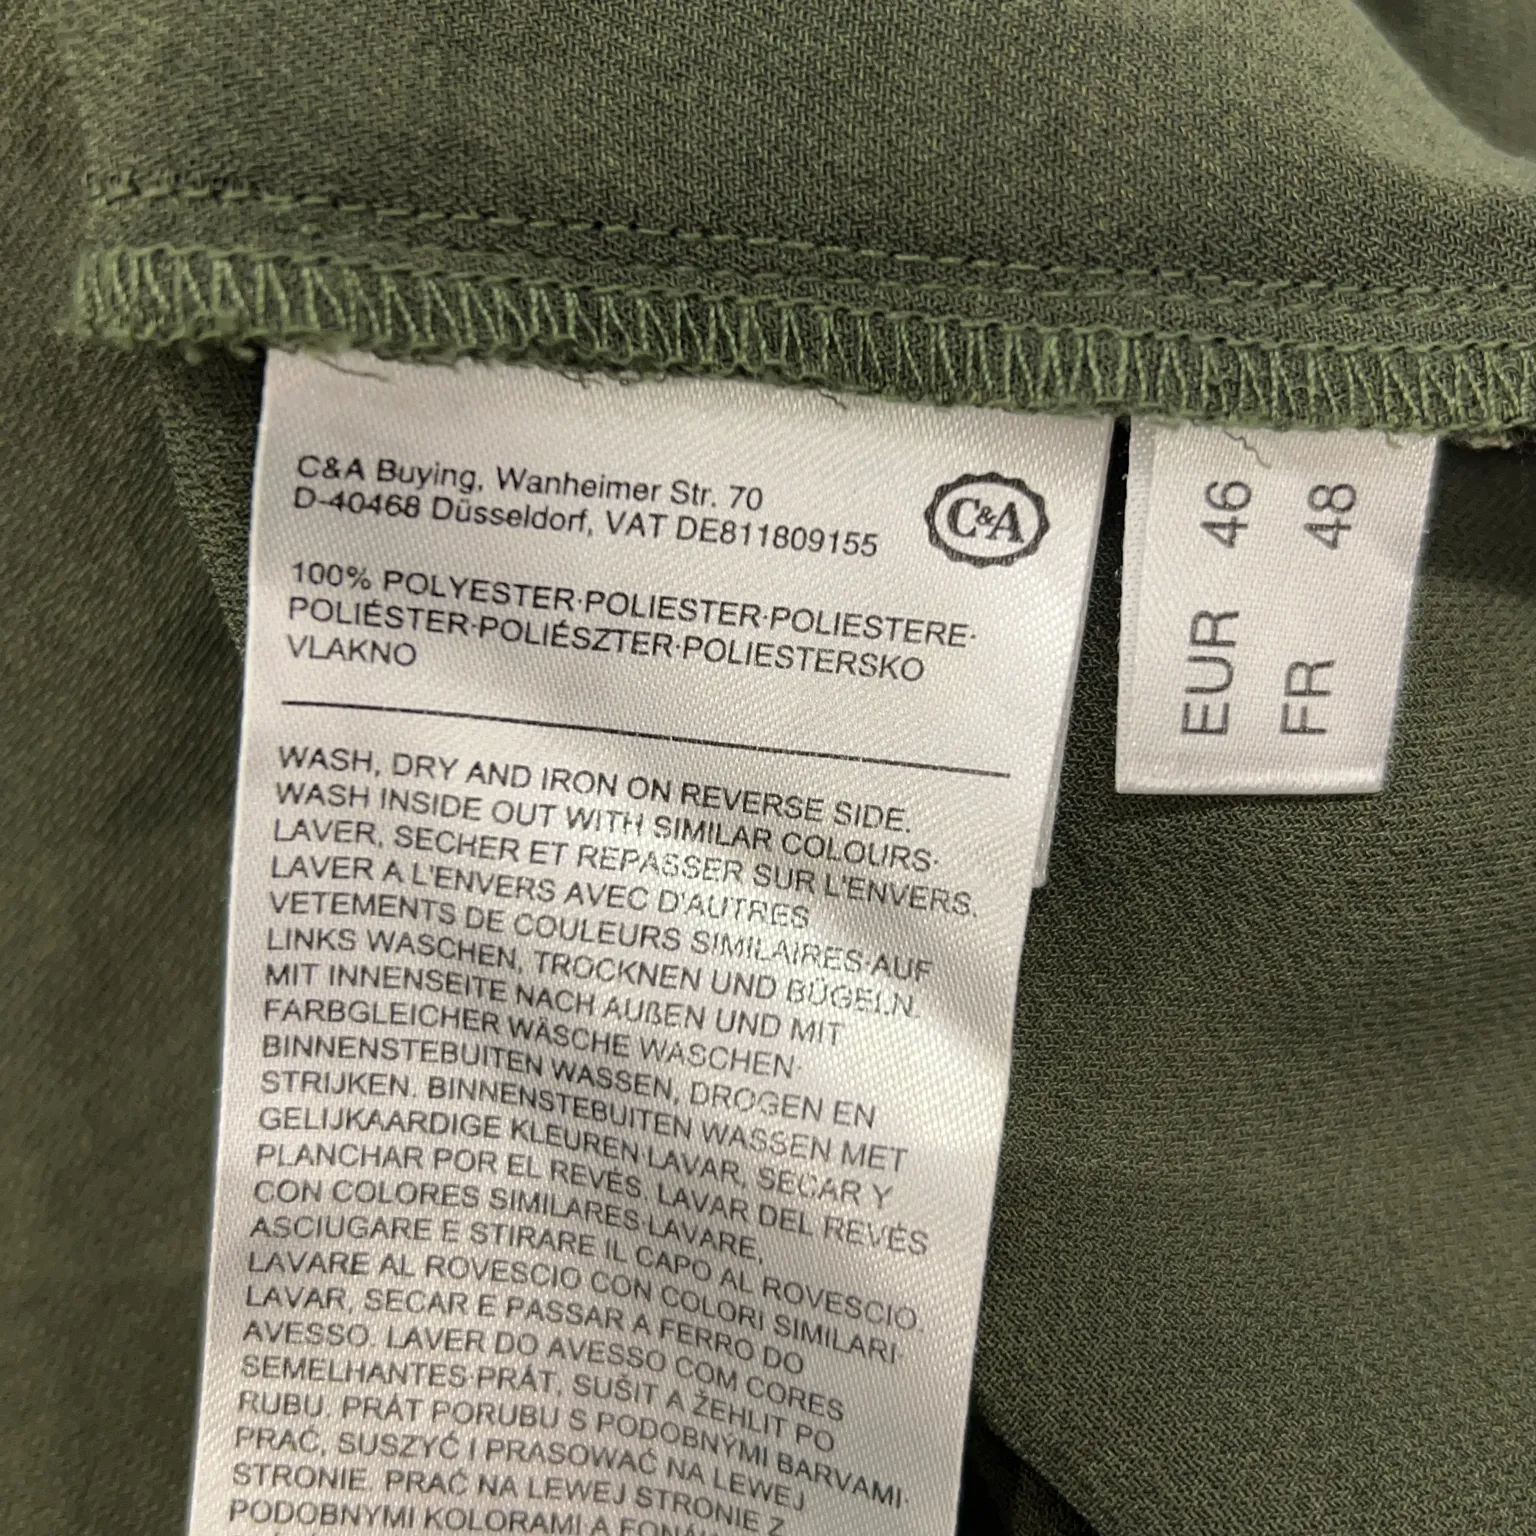 C&A Buying, Wanheimer Str. 70
D-40468 Düsseldorf, VAT DE811809155
C&A
100% POLYESTER·POLIESTER·POLIESTERE·
POLIÉSTER·POLIÉSZTER·POLIESTERSKO
VLAKNO
WASH, DRY AND IRON ON REVERSE SIDE.
WASH INSIDE OUT WITH SIMILAR COLOURS·
LAVER, SECHER ET REPASSER SUR L'ENVERS.
LAVER A L'ENVERS AVEC D'AUTRES
VETEMENTS DE COULEURS SIMILAIRES·AUF
LINKS WASCHEN, TROCKNEN UND BÜGELN.
MIT INNENSEITE NACH AUßEN UND MIT
FARBGLEICHER WÄSCHE WASCHEN·
BINNENSTEBUITEN WASSEN, DROGEN EN
STRIJKEN. BINNENSTEBUITEN WASSEN MET
GELIJKAARDIGE KLEUREN·LAVAR, SECAR Y
PLANCHAR POR EL REVÉS. LAVAR DEL REVÉS
CON COLORES SIMILARES·LAVARE,
ASCIUGARE E STIRARE IL CAPO AL ROVESCIO.
LAVARE AL ROVESCIO CON COLORI SIMILARI·
LAVAR, SECAR E PASSAR A FERRO DO
AVESSO. LAVER DO AVESSO COM CORES
SEMELHANTES·PRÁT, SUŠIT A ŽEHLIT PO
RUBU. PRÁT PORUBU S PODOBNÝMI BARVAMI·
PRAĆ, SUSZYĆ I PRASOWAĆ NA LEWEJ
STRONIE. PRAĆ NA LEWEJ STRONIE Z
PODOBNYMI KOLORAMI·A
EUR 46
FR 48